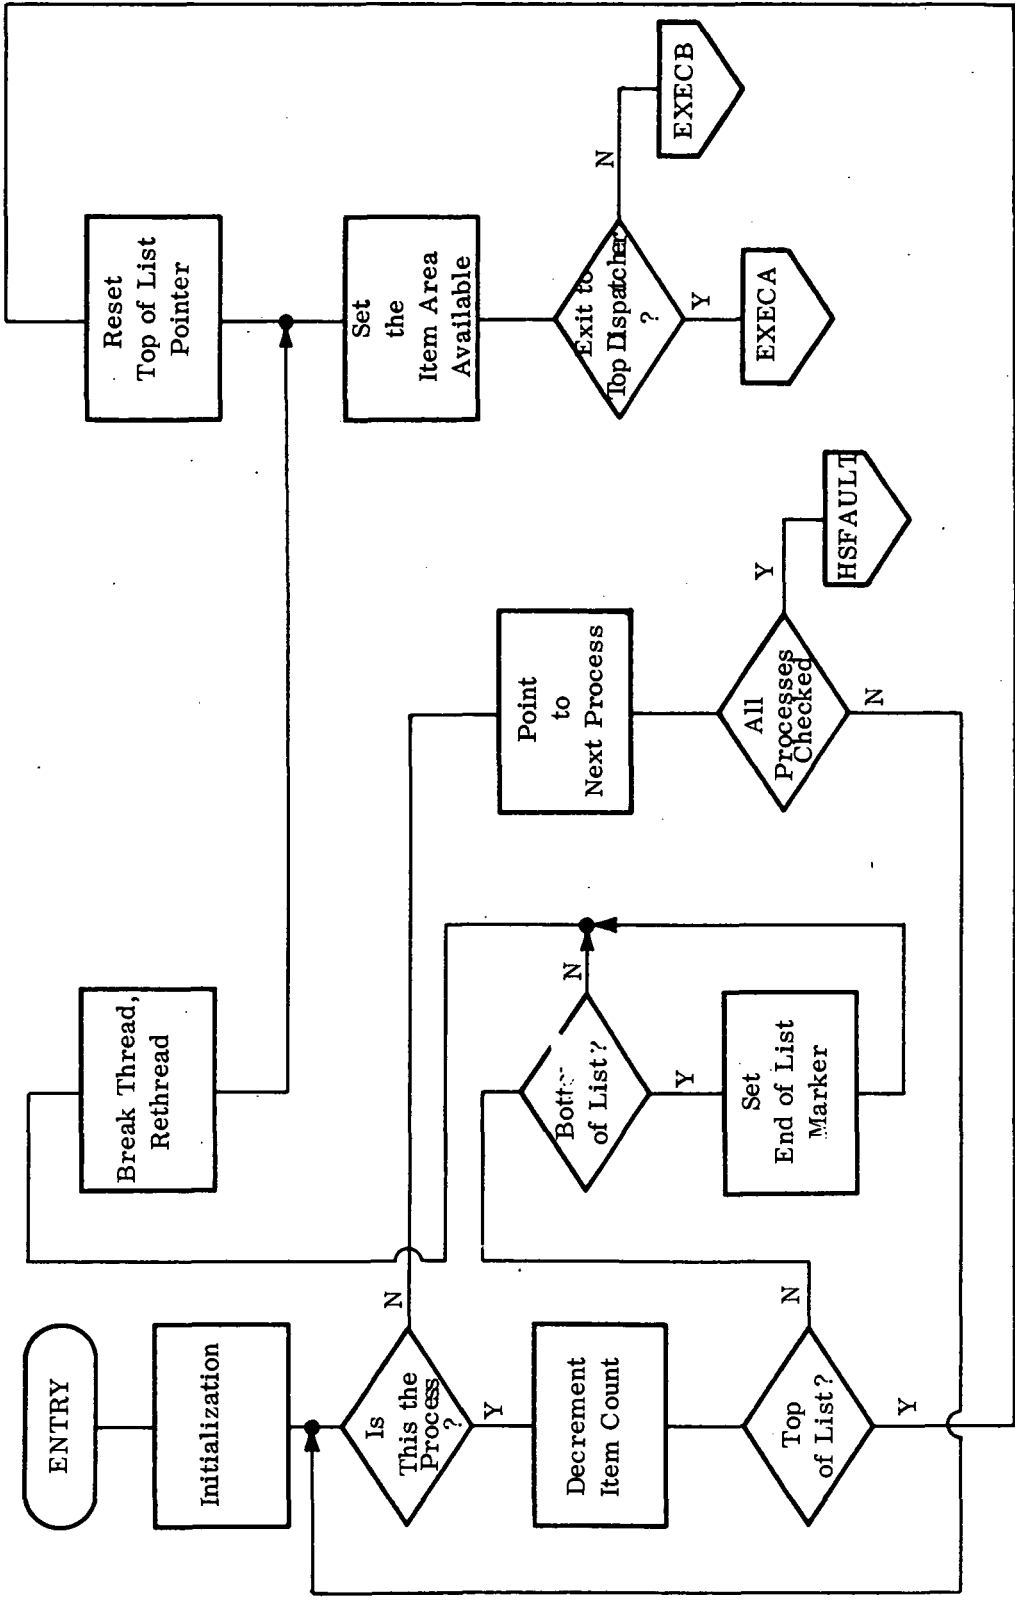 ENTRY
Initialization
Is
This the
Process
?
N
Y
Decrement
Item Count
Top
of List?
N
Y
Break Thread,
Rethread
of List?
N
Y
Set
End of List
Marker
Point
to
Next Process
All
Processes
Checked
Y
N
HSFAULT
Reset
Top of List
Pointer
Set
the
Item Area
Available
Exit to
Top Dispatcher
?
N
Y
EXECB
EXECA